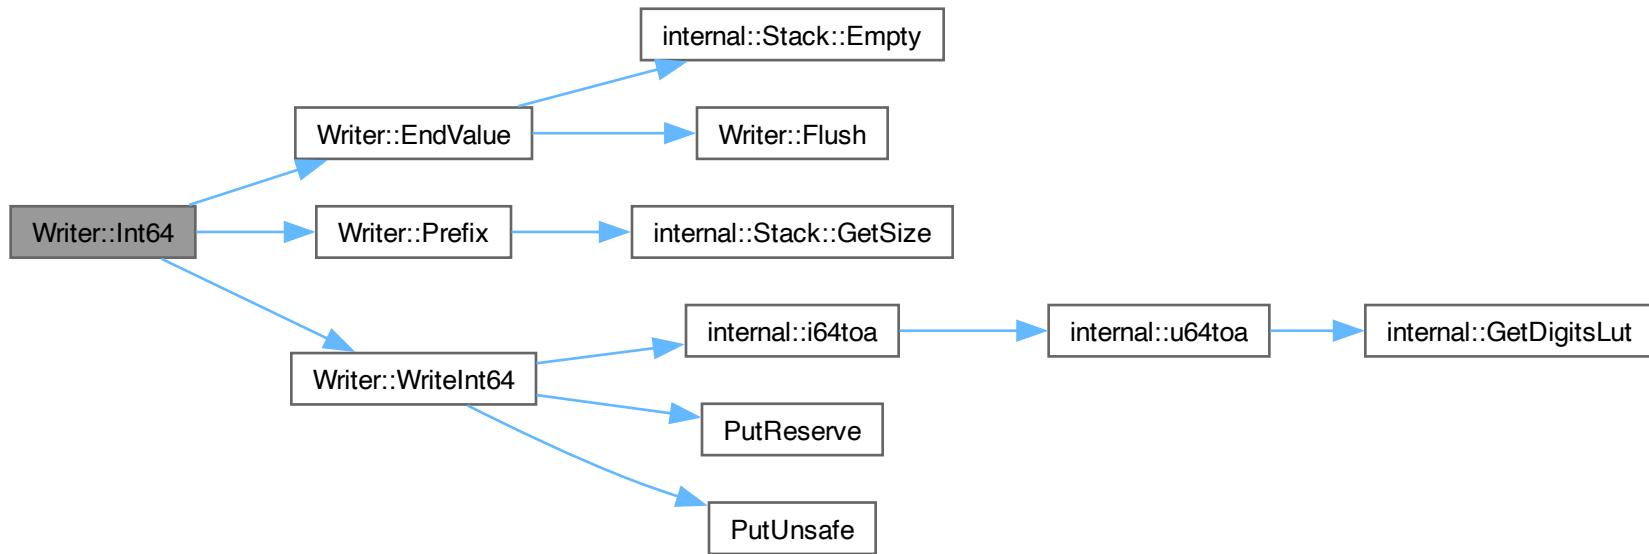 internal::Stack::Empty
Writer::EndValue
Writer::Flush
Writer::Int64
Writer::Prefix
internal::Stack::GetSize
internal::i64toa
internal::u64toa
internal::GetDigitsLut
Writer::WriteInt64
PutReserve
PutUnsafe